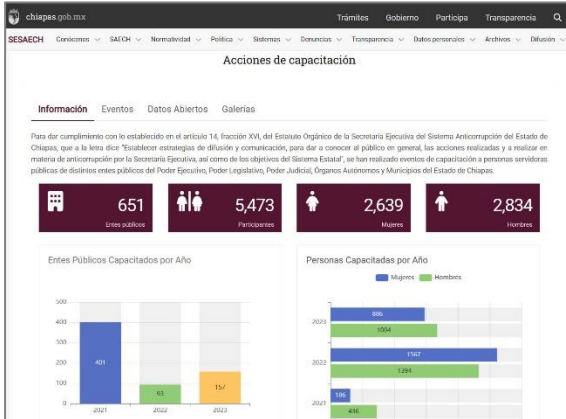 chiapas.gob.mx
Trámites Gobierno Participa Transparencia
SESAECH Conócenos SAECH Normatividad Política Sistemas Denuncias Transparencia Datos personales Archivos Difusión
Acciones de capacitación
Información Eventos Datos Abiertos Galerías
Para dar cumplimiento con lo establecido en el artículo 14, fracción XVI, del Estatuto Orgánico de la Secretaría Ejecutiva del Sistema Anticorrupción del Estado de
Chiapas, que a la letra dice "Establecer estrategias de difusión y comunicación, para dar a conocer al público en general, las acciones realizadas y a realizar en
materia de anticorrupción por la Secretaría Ejecutiva, así como de los objetivos del Sistema Estatal", se han realizado eventos de capacitación a personas servidoras
públicas de distintos entes públicos del Poder Ejecutivo, Poder Legislativo, Poder Judicial, Órganos Autónomos y Municipios del Estado de Chiapas.
651 5,473 2,639 2,834
Entes públicos Participantes Mujeres Hombres
Entes Públicos Capacitados por Año
500
400
300
200
100
0
401
93
157
2021 2022 2023
Personas Capacitadas por Año
Mujeres Hombres
2023
886
1004
2022
1567
1394
2021
186
436